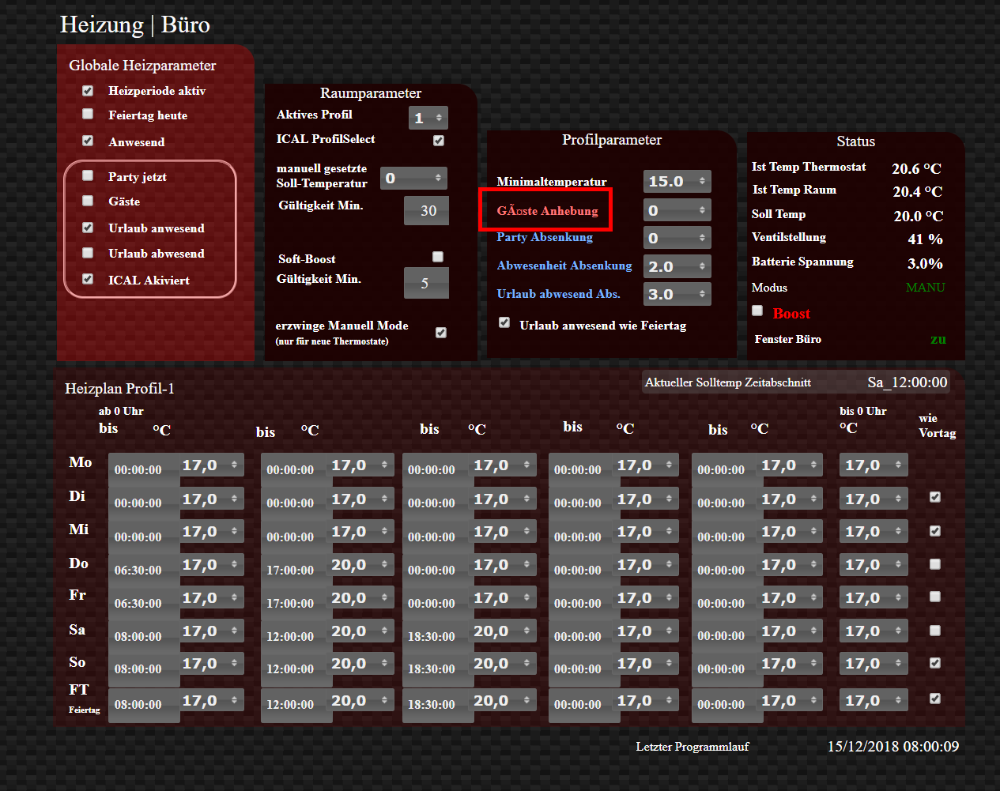 Heizung | Büro
Globale Heizparameter
Heizperiode aktiv
Feiertag heute
Anwesend
Party jetzt
Gäste
Urlaub anwesend
Urlaub abwesend
ICAL Akiviert
Raumparameter
Aktives Profil 1
ICAL ProfilSelect
manuell gesetzte
Soll-Temperatur 0
Gültigkeit Min. 30
Soft-Boost
Gültigkeit Min. 5
erzwinge Manuell Mode
(nur für neue Thermostate)
Profilparameter
Minimaltemperatur 15.0
GÃ¤ste Anhebung 0
Party Absenkung 0
Abwesenheit Absenkung 2.0
Urlaub abwesend Abs. 3.0
Urlaub anwesend wie Feiertag
Status
Ist Temp Thermostat 20.6 °C
Ist Temp Raum 20.4 °C
Soll Temp 20.0 °C
Ventilstellung 41 %
Batterie Spannung 3.0%
Modus MANU
Boost
Fenster Büro zu
Heizplan Profil-1
Aktueller Solltemp Zeitabschnitt Sa_12:00:00
ab 0 Uhr bis 0 Uhr
bis °C bis °C bis °C bis °C bis °C °C wie
Vortag
Mo 00:00:00 17,0 00:00:00 17,0 00:00:00 17,0 00:00:00 17,0 00:00:00 17,0 17,0
Di 00:00:00 17,0 00:00:00 17,0 00:00:00 17,0 00:00:00 17,0 00:00:00 17,0 17,0
Mi 00:00:00 17,0 00:00:00 17,0 00:00:00 17,0 00:00:00 17,0 00:00:00 17,0 17,0
Do 06:30:00 17,0 17:00:00 20,0 00:00:00 17,0 00:00:00 17,0 00:00:00 17,0 17,0
Fr 06:30:00 17,0 17:00:00 20,0 00:00:00 17,0 00:00:00 17,0 00:00:00 17,0 17,0
Sa 08:00:00 17,0 12:00:00 20,0 18:30:00 20,0 00:00:00 17,0 00:00:00 17,0 17,0
So 08:00:00 17,0 12:00:00 20,0 18:30:00 20,0 00:00:00 17,0 00:00:00 17,0 17,0
FT 08:00:00 17,0 12:00:00 20,0 18:30:00 20,0 00:00:00 17,0 00:00:00 17,0 17,0
Feiertag
Letzter Programmlauf 15/12/2018 08:00:09